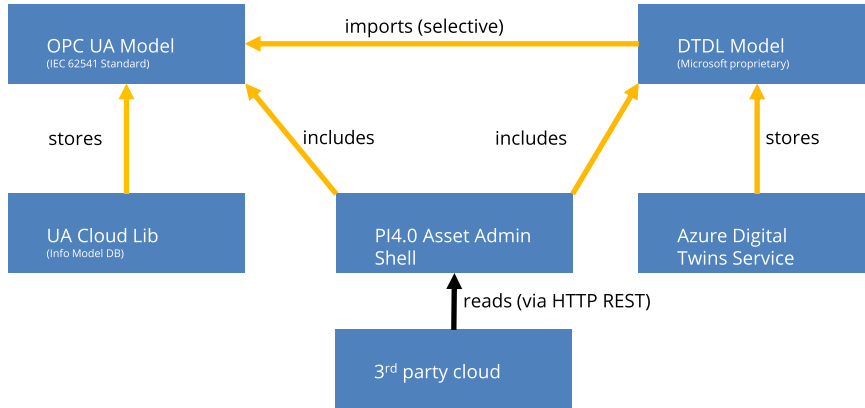 imports (selective)
OPC UA Model
(IEC 62541 Standard)
DTDL Model
(Microsoft proprietary)
stores
includes
includes
stores
UA Cloud Lib
(Info Model DB)
PI4.0 Asset Admin
Shell
Azure Digital
Twins Service
reads (via HTTP REST)
3rd party cloud